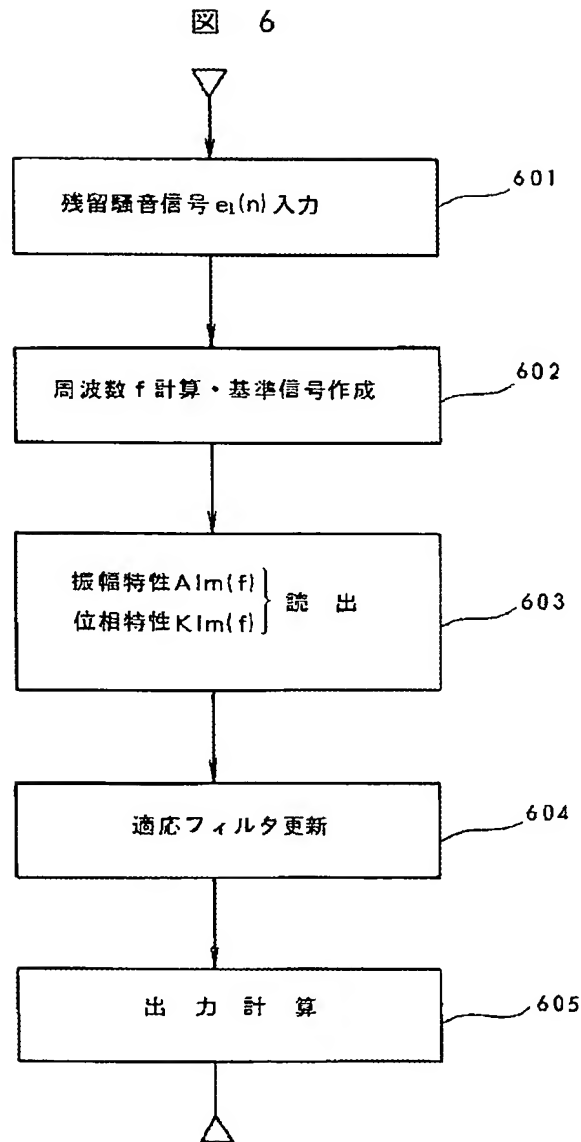 図 6
残留騒音信号 el(n) 入力
601
周波数 f 計算・基準信号作成
602
振幅特性 Alm(f)
位相特性 Klm(f)
読 出
603
適応フィルタ更新
604
出 力 計 算
605